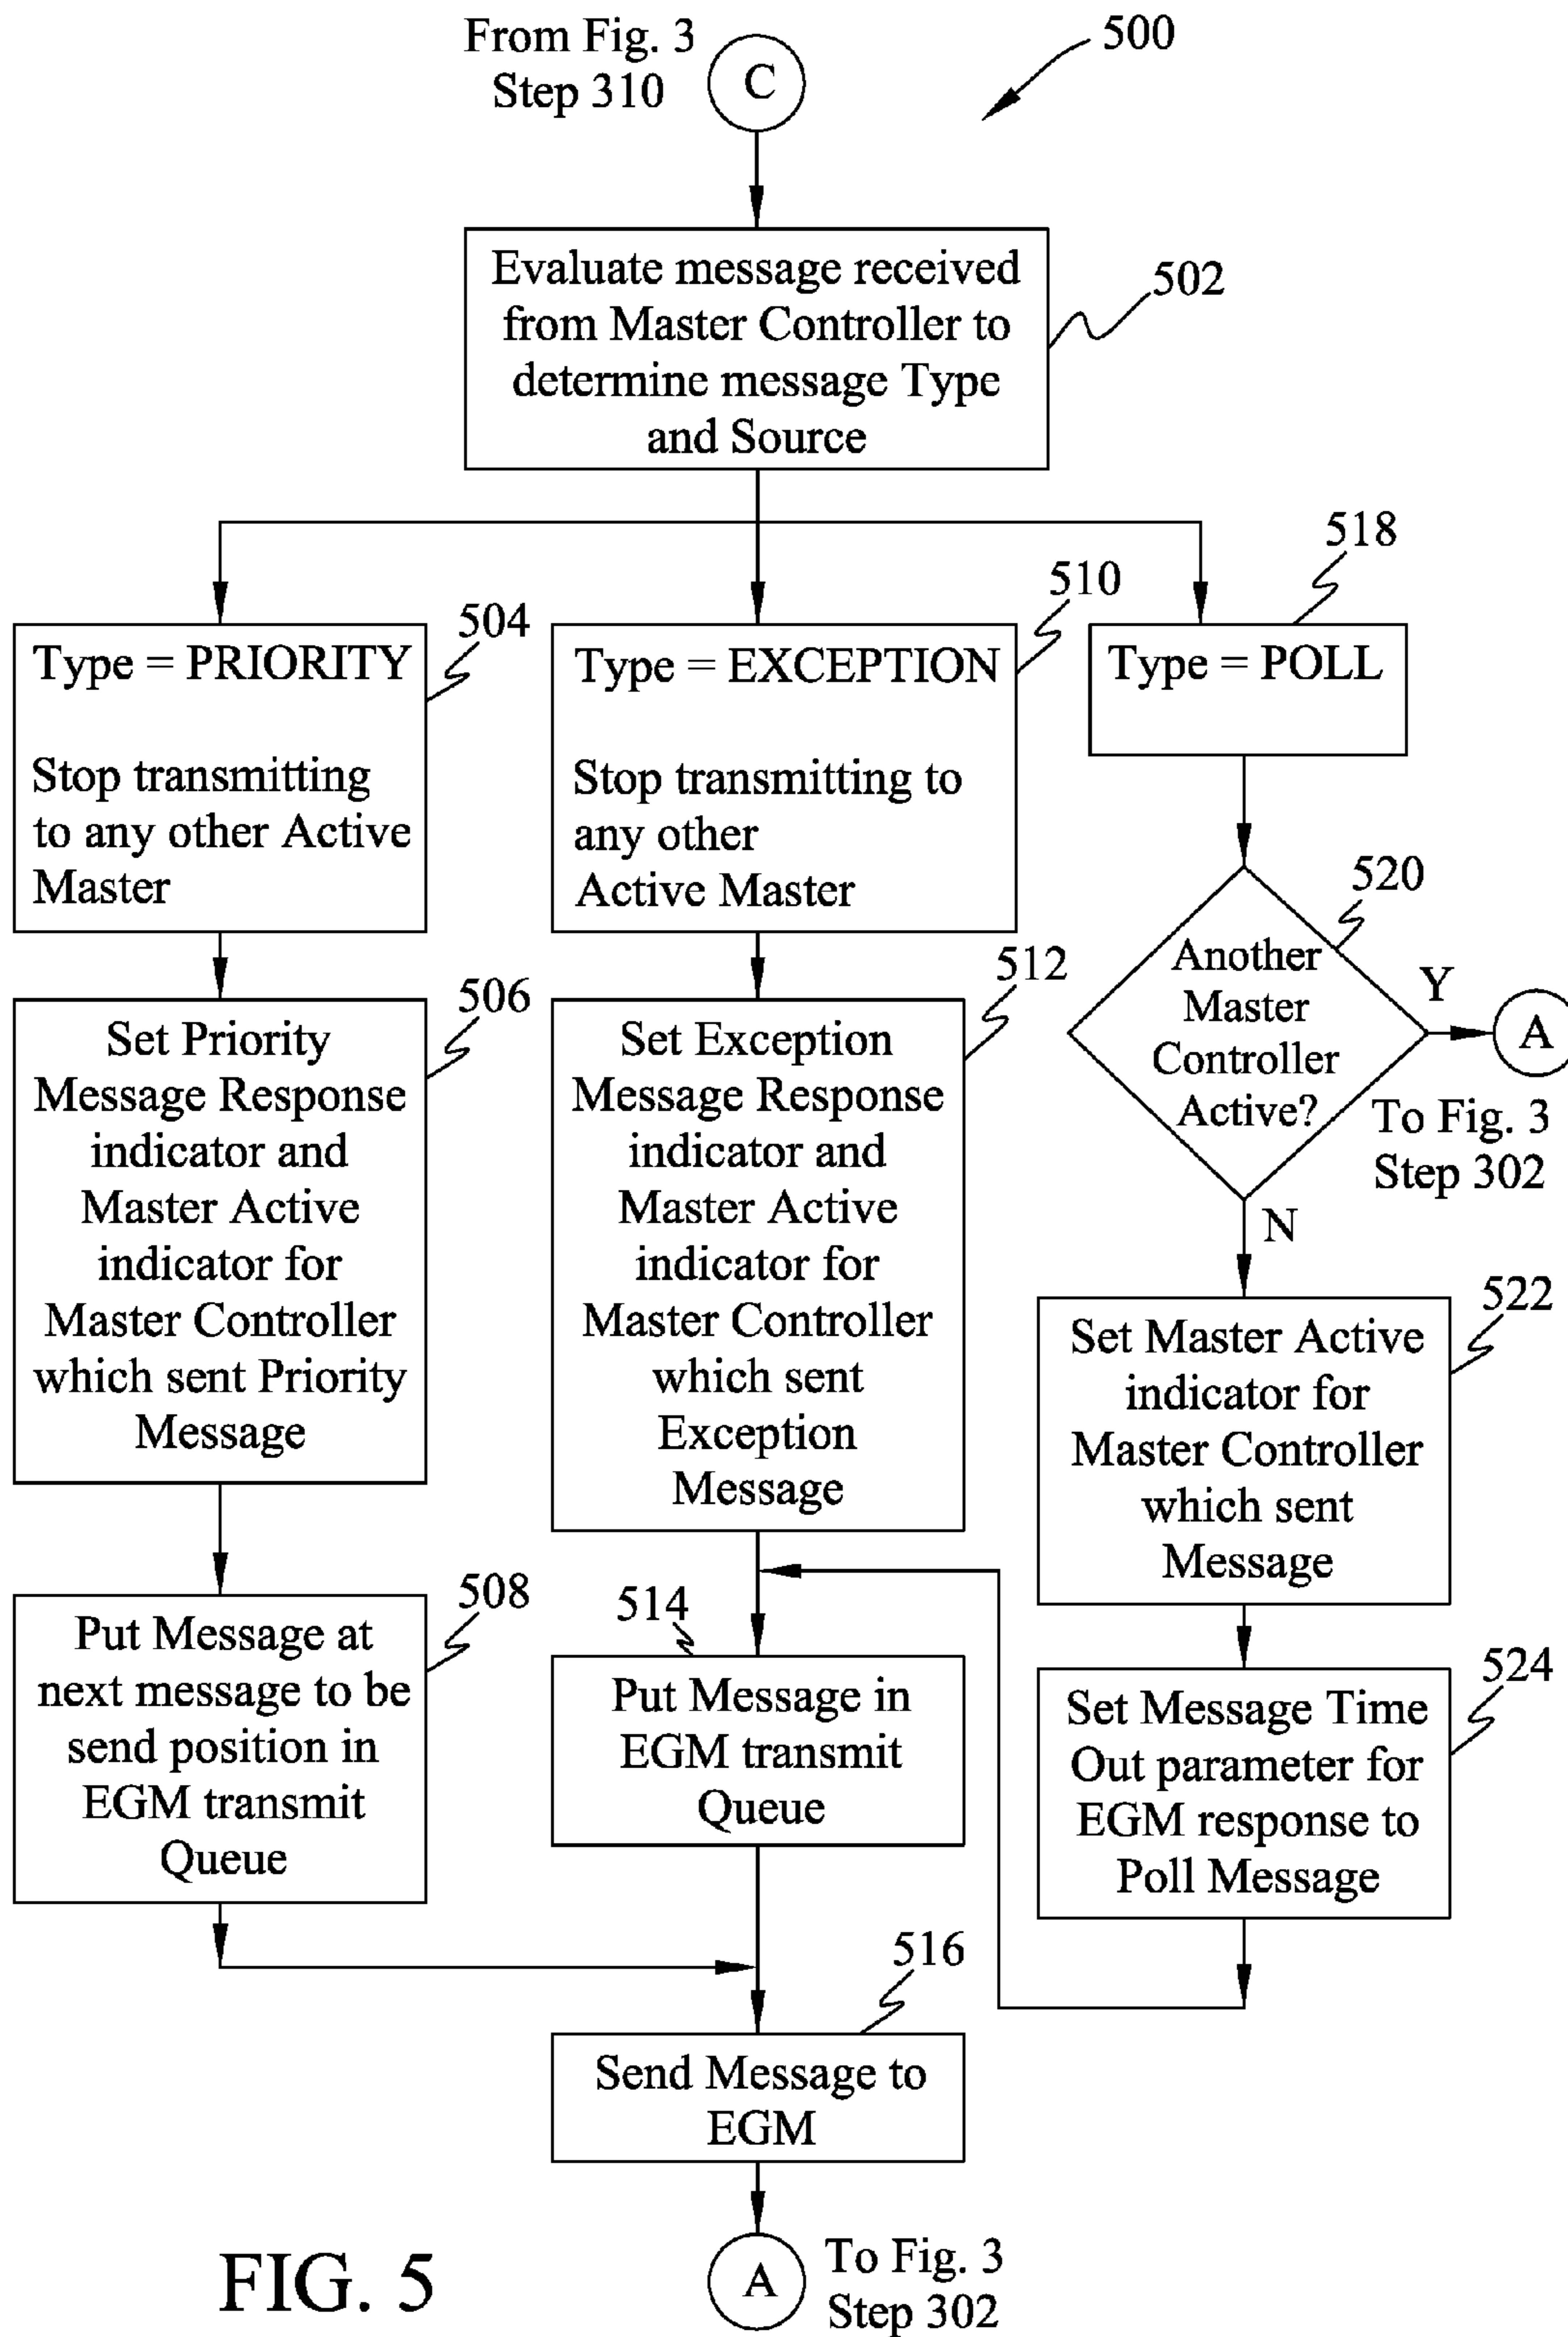 From Fig. 3
Step 310
C
500
Evaluate message received
from Master Controller to
determine message Type
and Source
502
504
Type = PRIORITY
Stop transmitting
to any other Active
Master
510
Type = EXCEPTION
Stop transmitting to
any other
Active Master
518
Type = POLL
506
Set Priority
Message Response
indicator and
Master Active
indicator for
Master Controller
which sent Priority
Message
512
Set Exception
Message Response
indicator and
Master Active
indicator for
Master Controller
which sent
Exception
Message
520
Another
Master
Controller
Active?
Y
A
To Fig. 3
Step 302
N
522
Set Master Active
indicator for
Master Controller
which sent
Message
508
Put Message at
next message to be
send position in
EGM transmit
Queue
514
Put Message in
EGM transmit
Queue
524
Set Message Time
Out parameter for
EGM response to
Poll Message
516
Send Message to
EGM
A
To Fig. 3
Step 302
FIG. 5